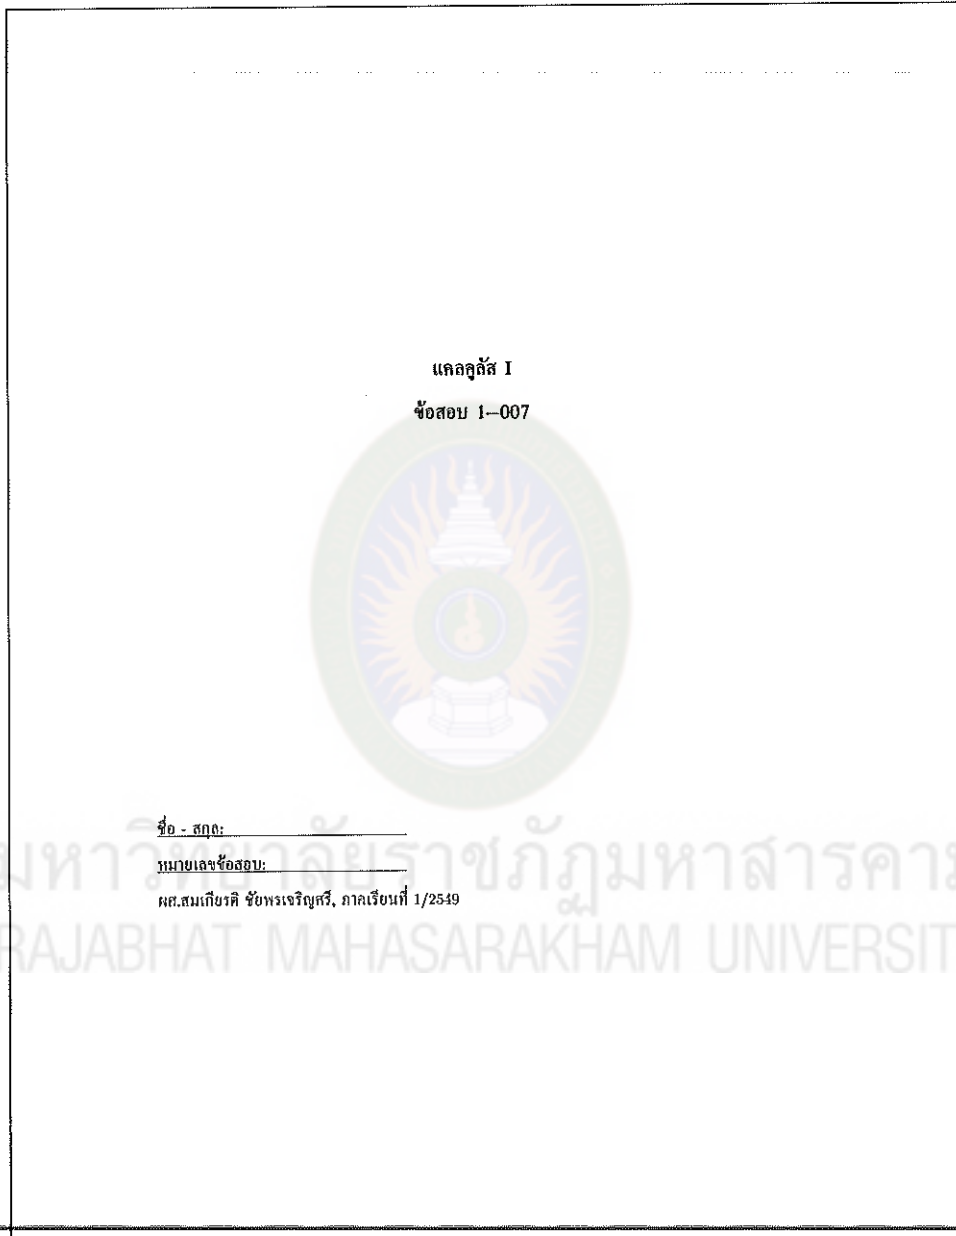 แคลคูลัส I
ข้อสอบ 1–007
ชื่อ - สกุล:
หมายเลขข้อสอบ:
ผศ.สมเกียรติ ชัยพรเจริญศรี, ภาคเรียนที่ 1/2549
มหาวิทยาลัยราชภัฏมหาสารคาม
RAJABHAT MAHASARAKHAM UNIVERSIT